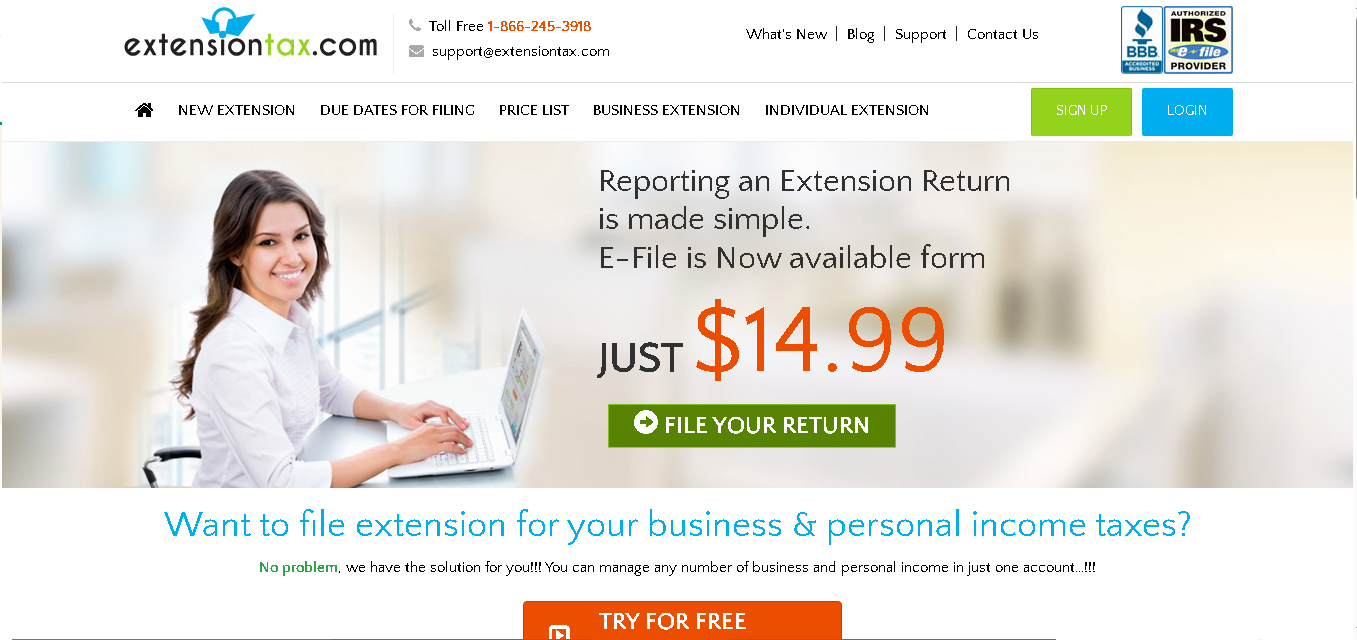 extensiontax.com
Toll Free 1-866-245-3918
support@extensiontax.com
What's New | Blog | Support | Contact Us
BBB
ACCREDITED
BUSINESS
AUTHORIZED
IRS
e-file
PROVIDER
NEW EXTENSION DUE DATES FOR FILING PRICE LIST BUSINESS EXTENSION INDIVIDUAL EXTENSION
SIGN UP LOGIN
Reporting an Extension Return
is made simple.
E-File is Now available form
JUST $14.99
FILE YOUR RETURN
Want to file extension for your business & personal income taxes?
No problem, we have the solution for you!!! You can manage any number of business and personal income in just one account...!!!
TRY FOR FREE